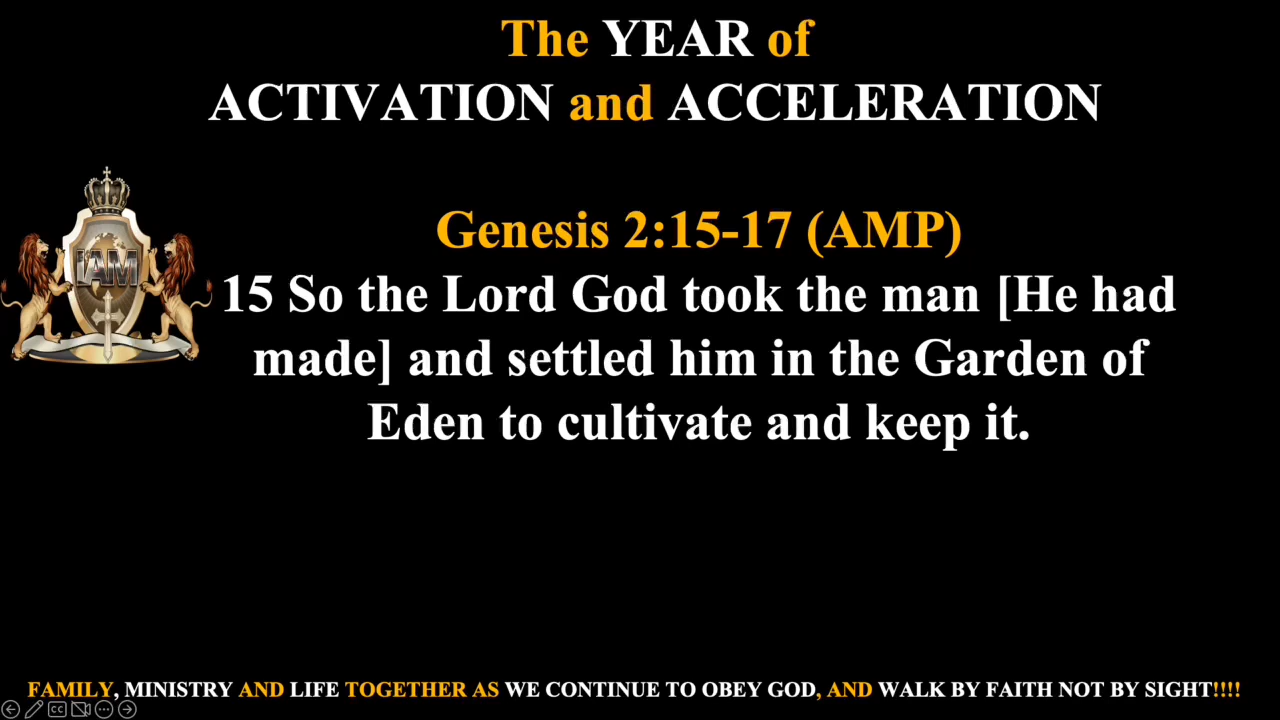 The YEAR of
ACTIVATION and ACCELERATION
Genesis 2:15-17 (AMP)
IAM
15 So the Lord God took the man [He had
made] and settled him in the Garden of
Eden to cultivate and keep it.
FAMILY, MINISTRY AND LIFE TOGETHER AS WE CONTINUE TO OBEY GOD, AND WALK BY FAITH NOT BY SIGHT!!!!
CC